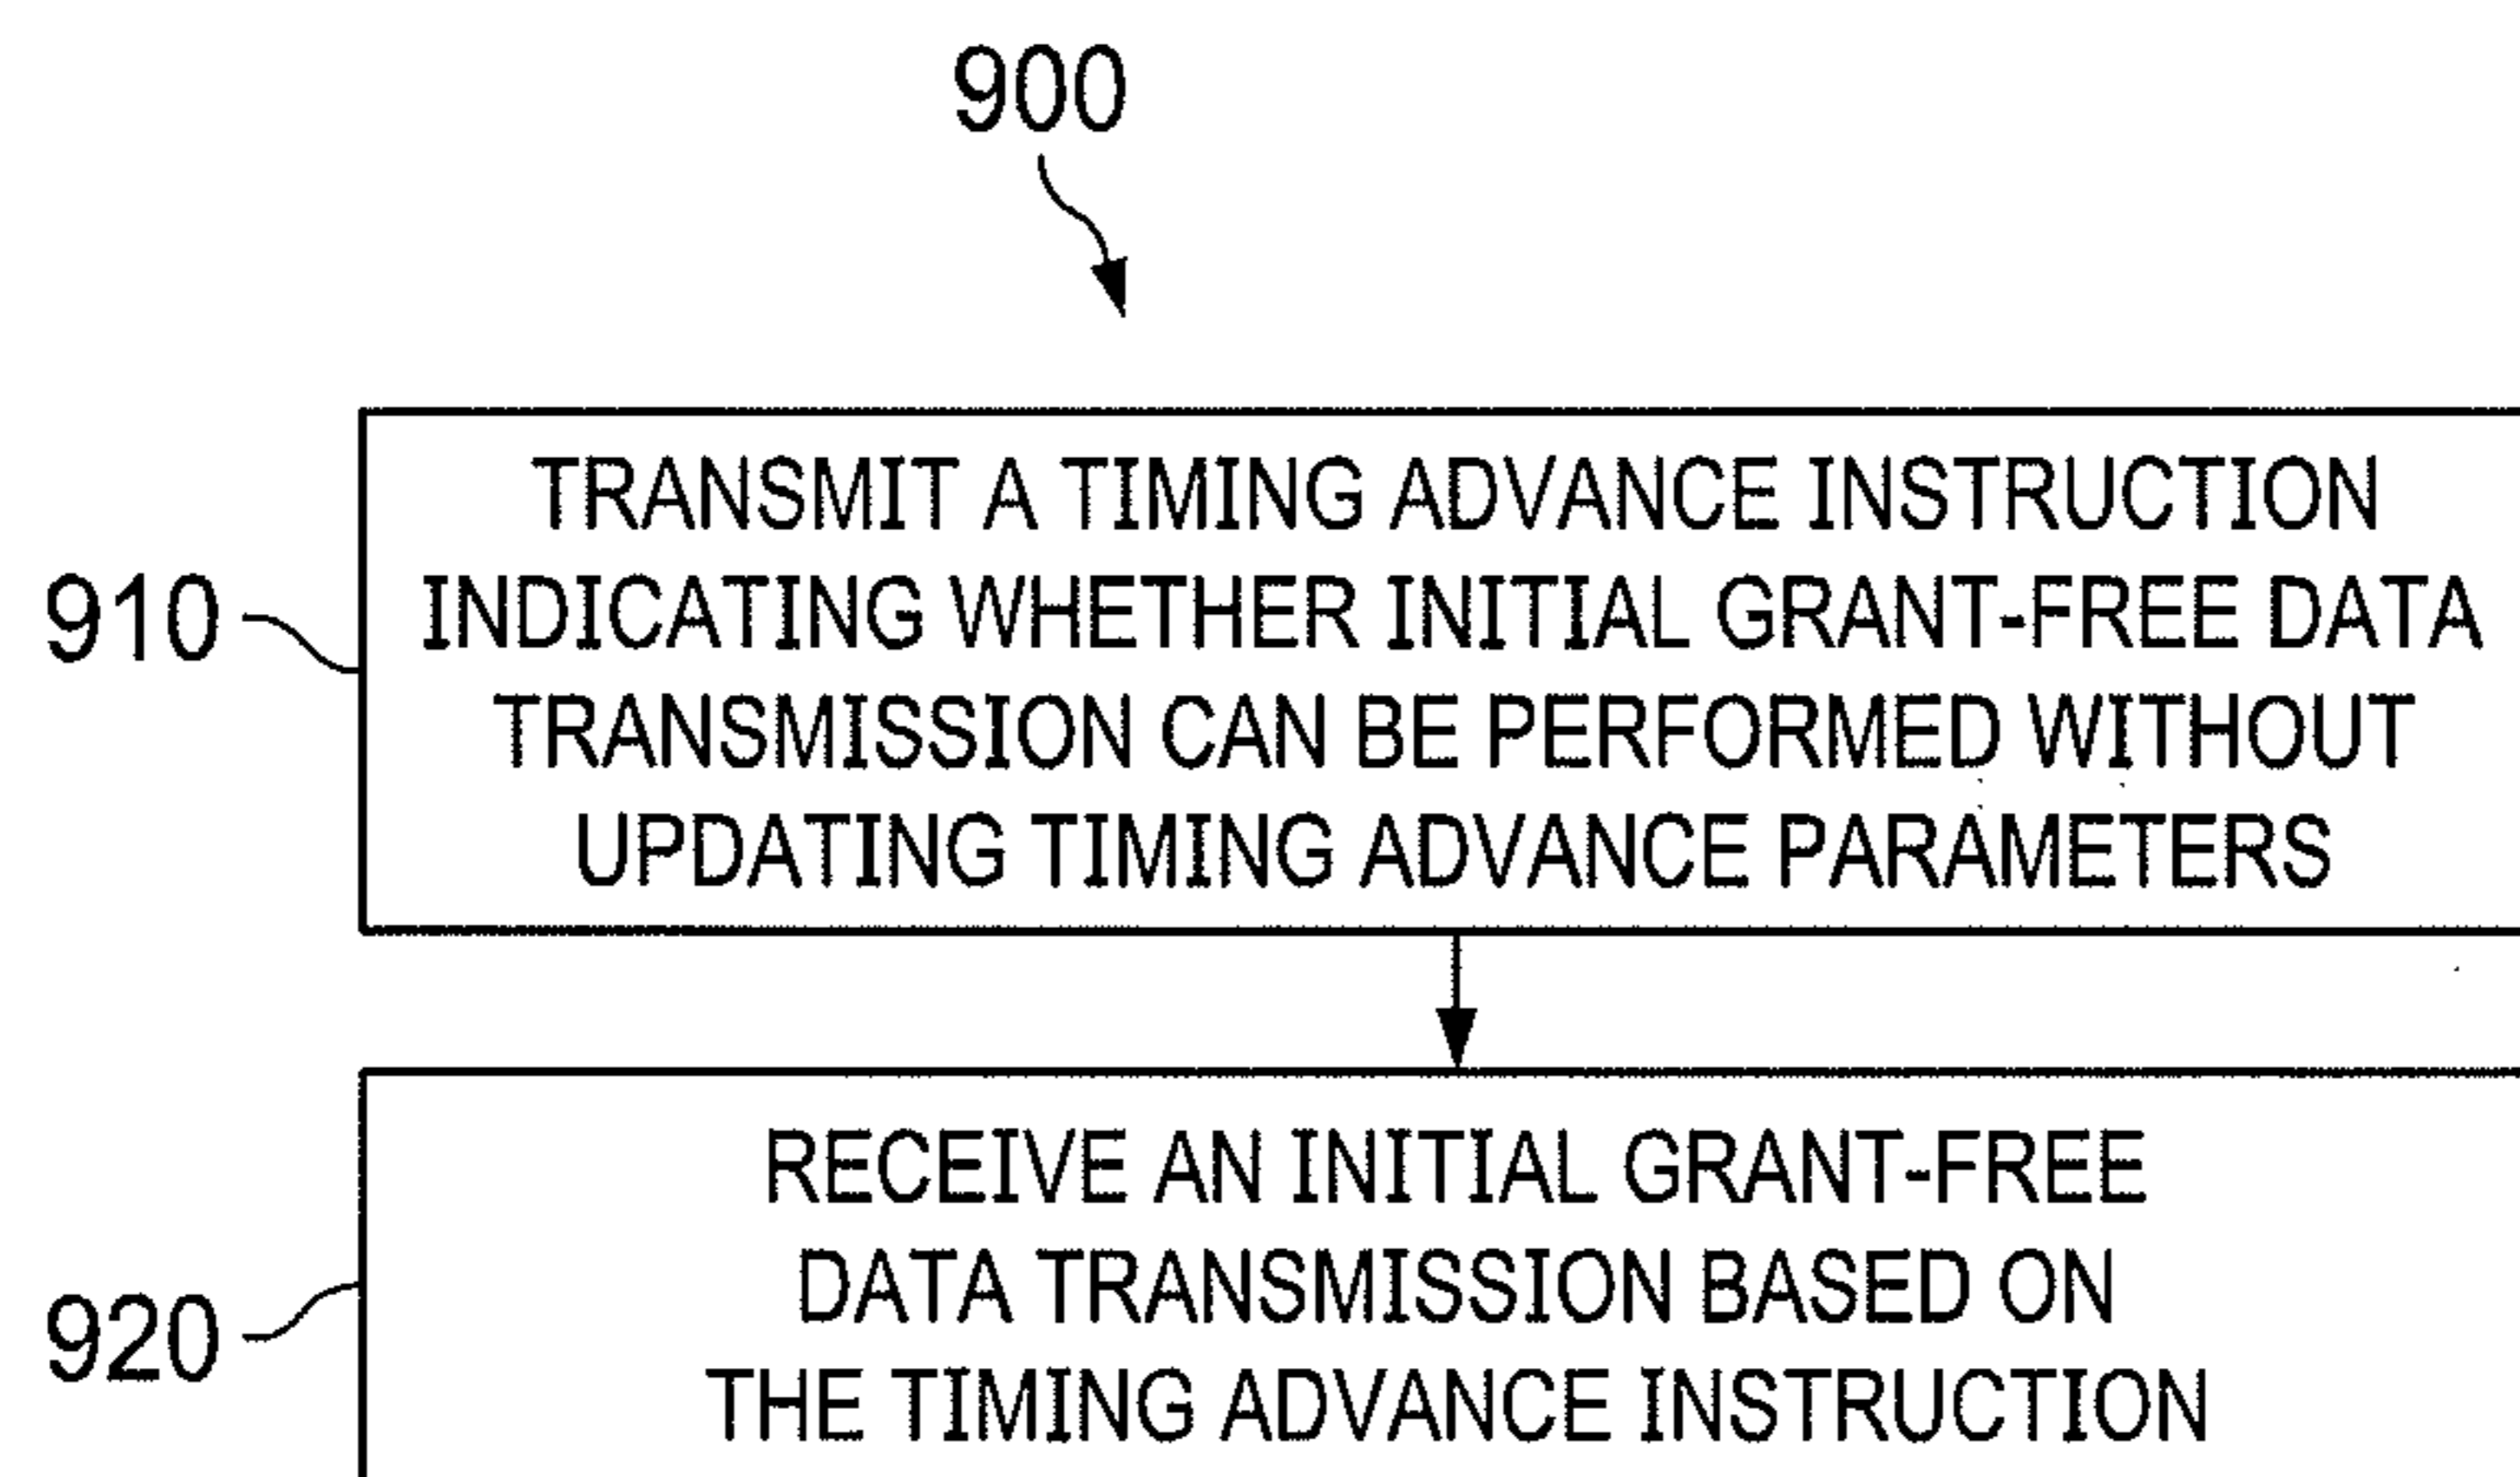 900
910
TRANSMIT A TIMING ADVANCE INSTRUCTION
INDICATING WHETHER INITIAL GRANT-FREE DATA
TRANSMISSION CAN BE PERFORMED WITHOUT
UPDATING TIMING ADVANCE PARAMETERS
920
RECEIVE AN INITIAL GRANT-FREE
DATA TRANSMISSION BASED ON
THE TIMING ADVANCE INSTRUCTION